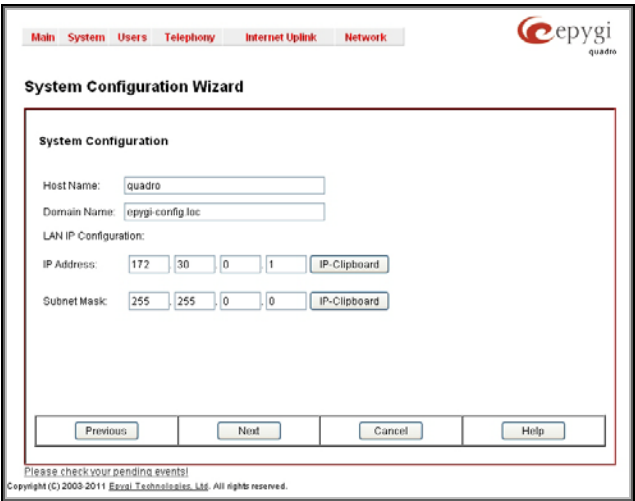 Main System Users Telephony Internet Uplink Network
epygi
quadro
System Configuration Wizard
System Configuration
Host Name: quadro
Domain Name: epygi-config.loc
LAN IP Configuration:
IP Address: 172 . 30 . 0 . 1 IP-Clipboard
Subnet Mask: 255 . 255 . 0 . 0 IP-Clipboard
Previous Next Cancel Help
Please check your pending events!
Copyright (C) 2003-2011 Epygi Technologies, Ltd. All rights reserved.